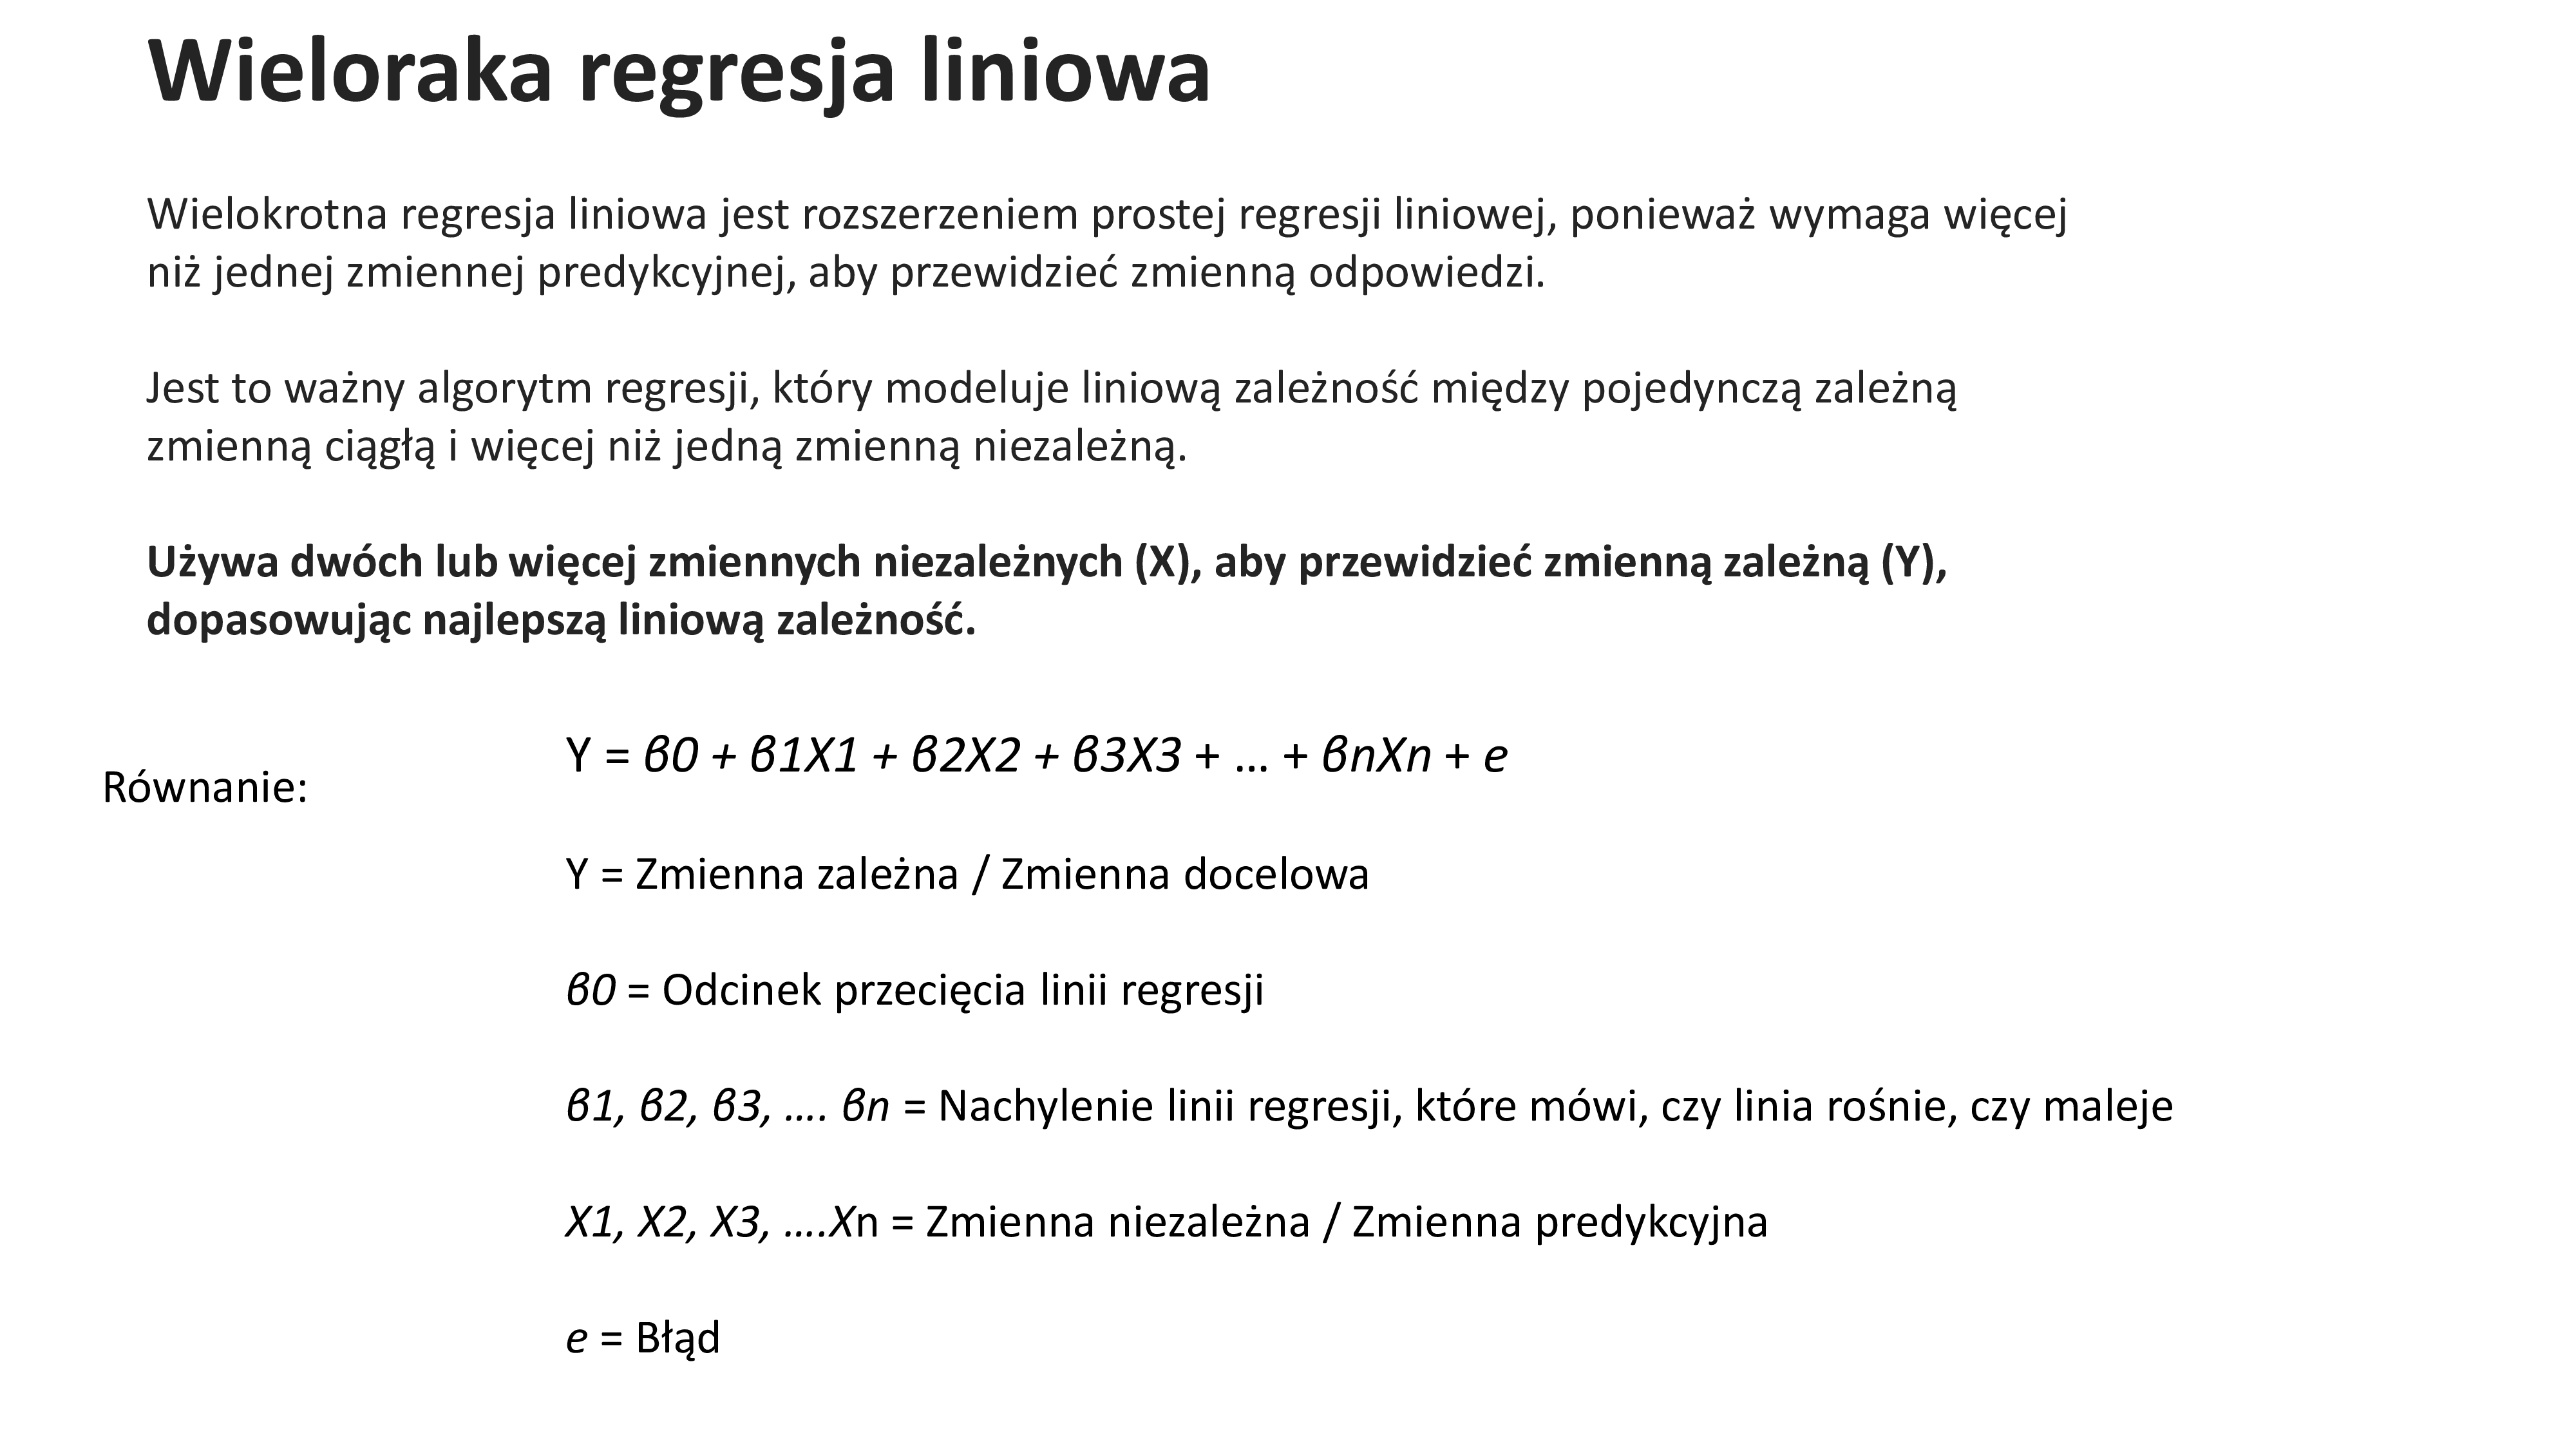 Wieloraka regresja liniowa
Wielokrotna regresja liniowa jest rozszerzeniem prostej regresji liniowej, ponieważ wymaga więcej
niż jednej zmiennej predykcyjnej, aby przewidzieć zmienną odpowiedzi.
Jest to ważny algorytm regresji, który modeluje liniową zależność między pojedynczą zależną
zmienną ciągłą i więcej niż jedną zmienną niezależną.
Używa dwóch lub więcej zmiennych niezależnych (X), aby przewidzieć zmienną zależną (Y),
dopasowując najlepszą liniową zależność.
Y = β0 + β1X1 + β2X2 + β3X3 + … + βnXn + e
Równanie:
Y = Zmienna zależna / Zmienna docelowa
β0 = Odcinek przecięcia linii regresji
β1, β2, β3, …. βn = Nachylenie linii regresji, które mówi, czy linia rośnie, czy maleje
X1, X2, X3, ….Xn = Zmienna niezależna / Zmienna predykcyjna
e = Błąd